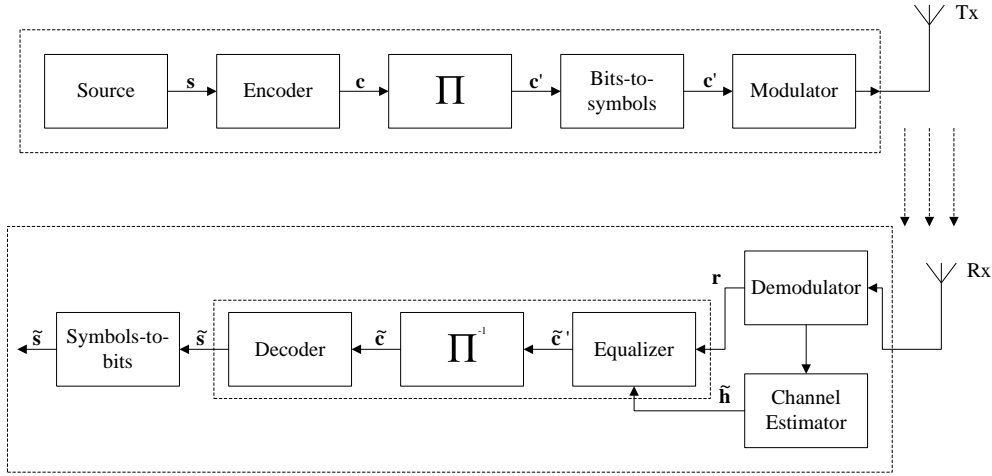 Tx
Source
s
Encoder
c
∏
c'
Bits-to-
symbols
c'
Modulator
Rx
r
Demodulator
s̃
Symbols-to-
bits
s̃
Decoder
c̃
∏⁻¹
c̃'
Equalizer
h̃
Channel
Estimator